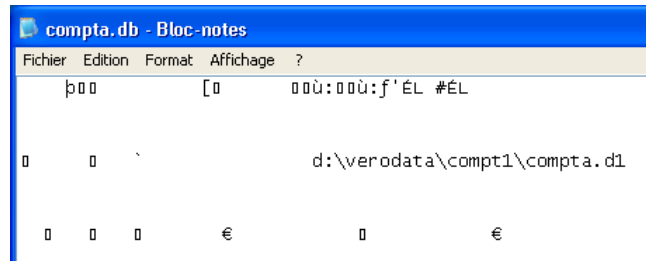 compta.db - Bloc-notes
Fichier Edition Format Affichage ?
þ▯▯ [▯ ▯▯ù:▯▯ù:ƒ'ÉL #ÉL
▯ ▯ ` d:\verodata\compt1\compta.d1
▯ ▯ ▯ € ▯ €